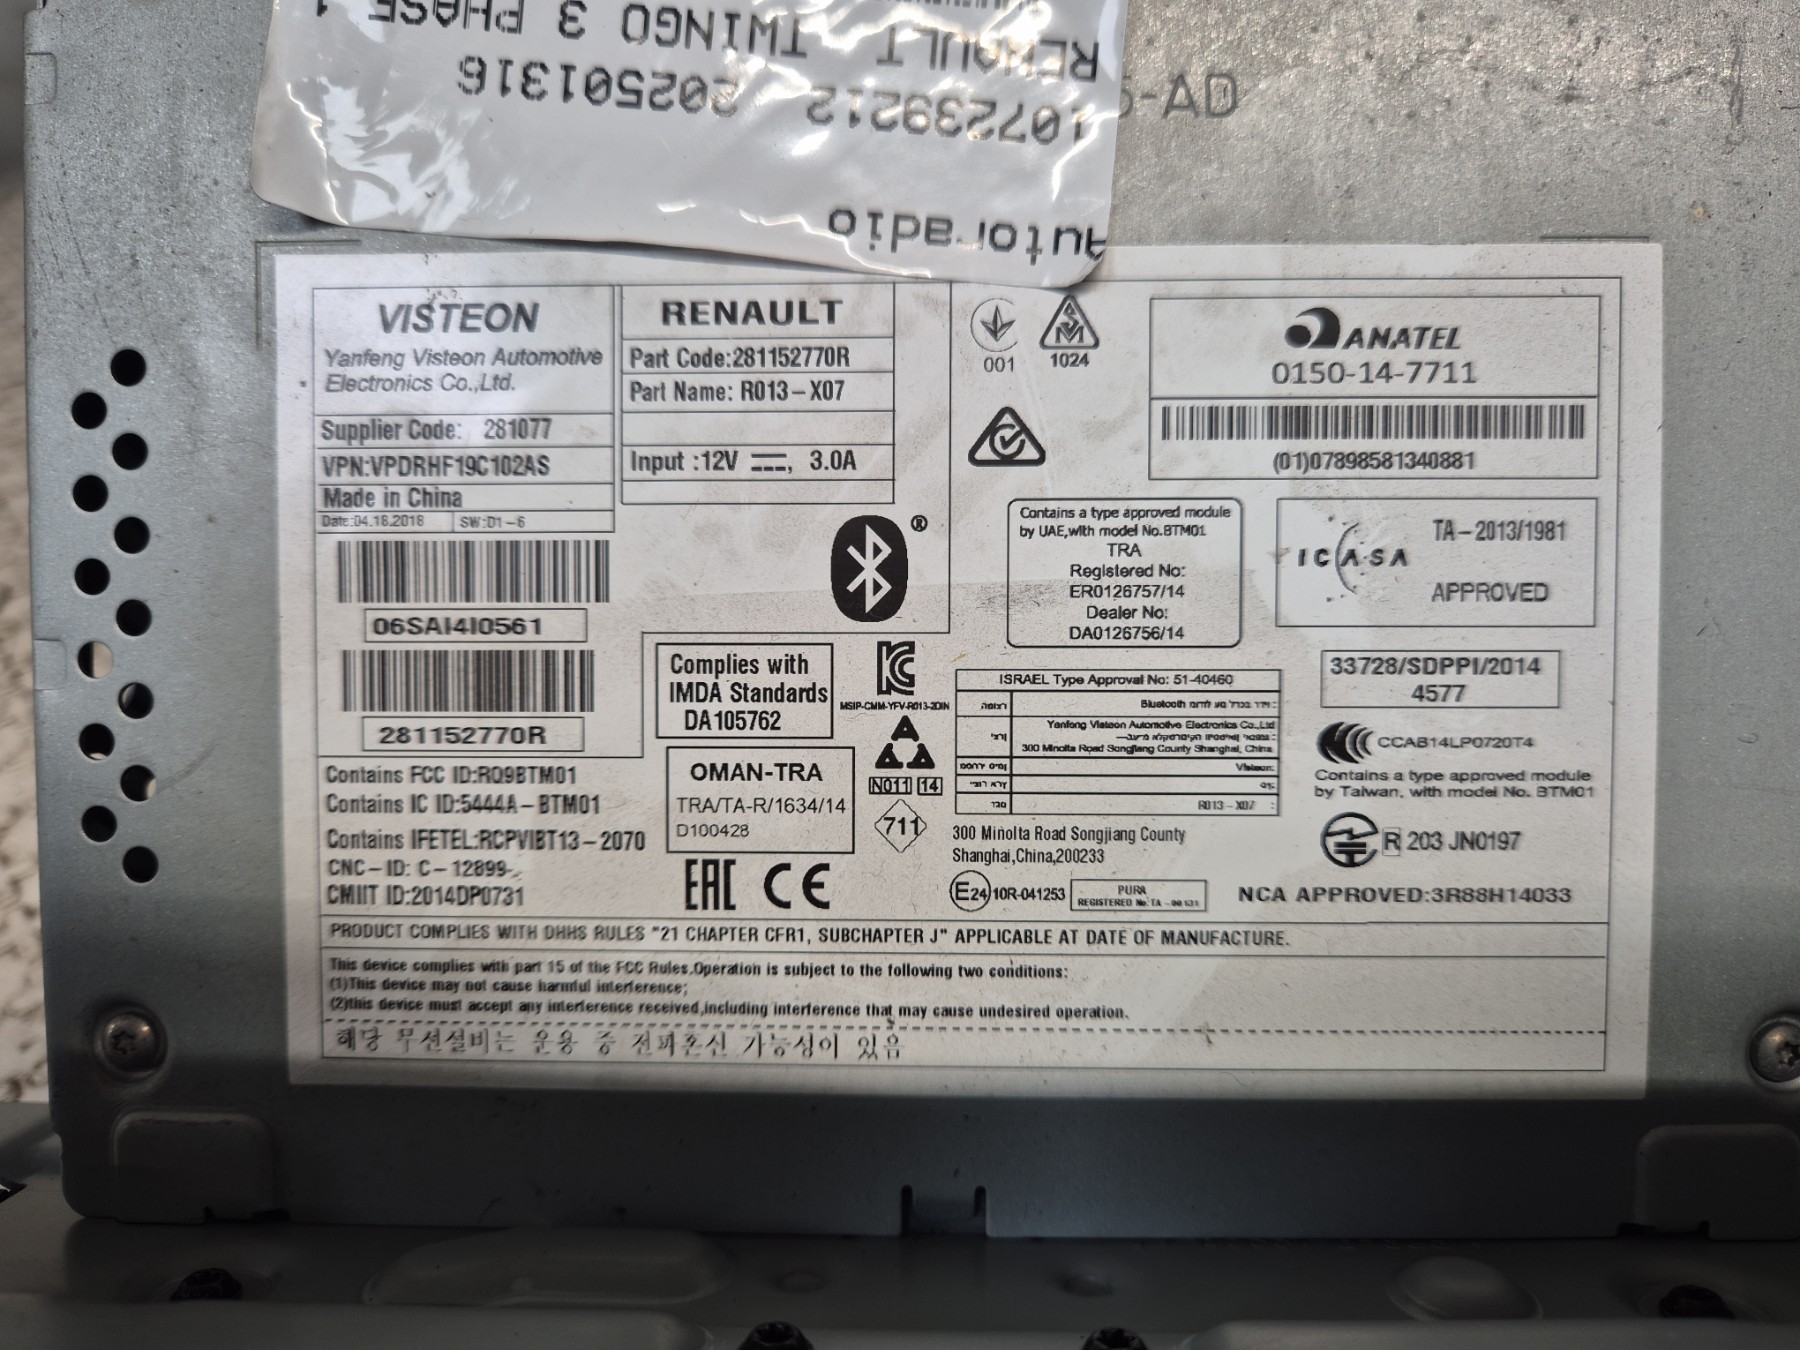 Autoradio
107239212 202501316
RENAULT TWINGO 3 PHASE 1
-AD
VISTEON
Yanfeng Visteon Automotive
Electronics Co.,Ltd.
Supplier Code: 281077
VPN:VPDRHF19C102AS
Made in China
Date:04.18.2018 SW:D1-6
06SAI4I0561
281152770R
Contains FCC ID:RQ9BTM01
Contains IC ID:5444A-BTM01
Contains IFETEL:RCPVIBT13-2070
CNC-ID: C-12899
CMIIT ID:2014DP0731
RENAULT
Part Code:281152770R
Part Name: R013-X07
Input :12V ⎓, 3.0A
®
Complies with
IMDA Standards
DA105762
MSIP-CMM-YFV-R013-2DIN
OMAN-TRA
TRA/TA-R/1634/14
D100428
N011 14
711
EAC CE
001
1024
ANATEL
0150-14-7711
(01)07898581340881
Contains a type approved module
by UAE,with model No.BTM01
TRA
Registered No:
ER0126757/14
Dealer No:
DA0126756/14
ICASA
TA-2013/1981
APPROVED
ISRAEL Type Approval No: 51-40460
Bluetooth
Yanfeng Visteon Automotive Electronics Co.,Ltd
300 Minolta Road Songjiang County Shanghai, China
Visteon
R013-X07
33728/SDPPI/2014
4577
CCAB14LP0720T4
Contains a type approved module
by Taiwan, with model No. BTM01
300 Minolta Road Songjiang County
Shanghai,China,200233
R 203 JN0197
E24 10R-041253
PURA
REGISTERED No: TA
NCA APPROVED:3R88H14033
PRODUCT COMPLIES WITH DHHS RULES "21 CHAPTER CFR1, SUBCHAPTER J" APPLICABLE AT DATE OF MANUFACTURE.
This device complies with part 15 of the FCC Rules.Operation is subject to the following two conditions:
(1)This device may not cause harmful interference;
(2)this device must accept any interference received,including interference that may cause undesired operation.
해당 무선설비는 운용 중 전파혼신 가능성이 있음